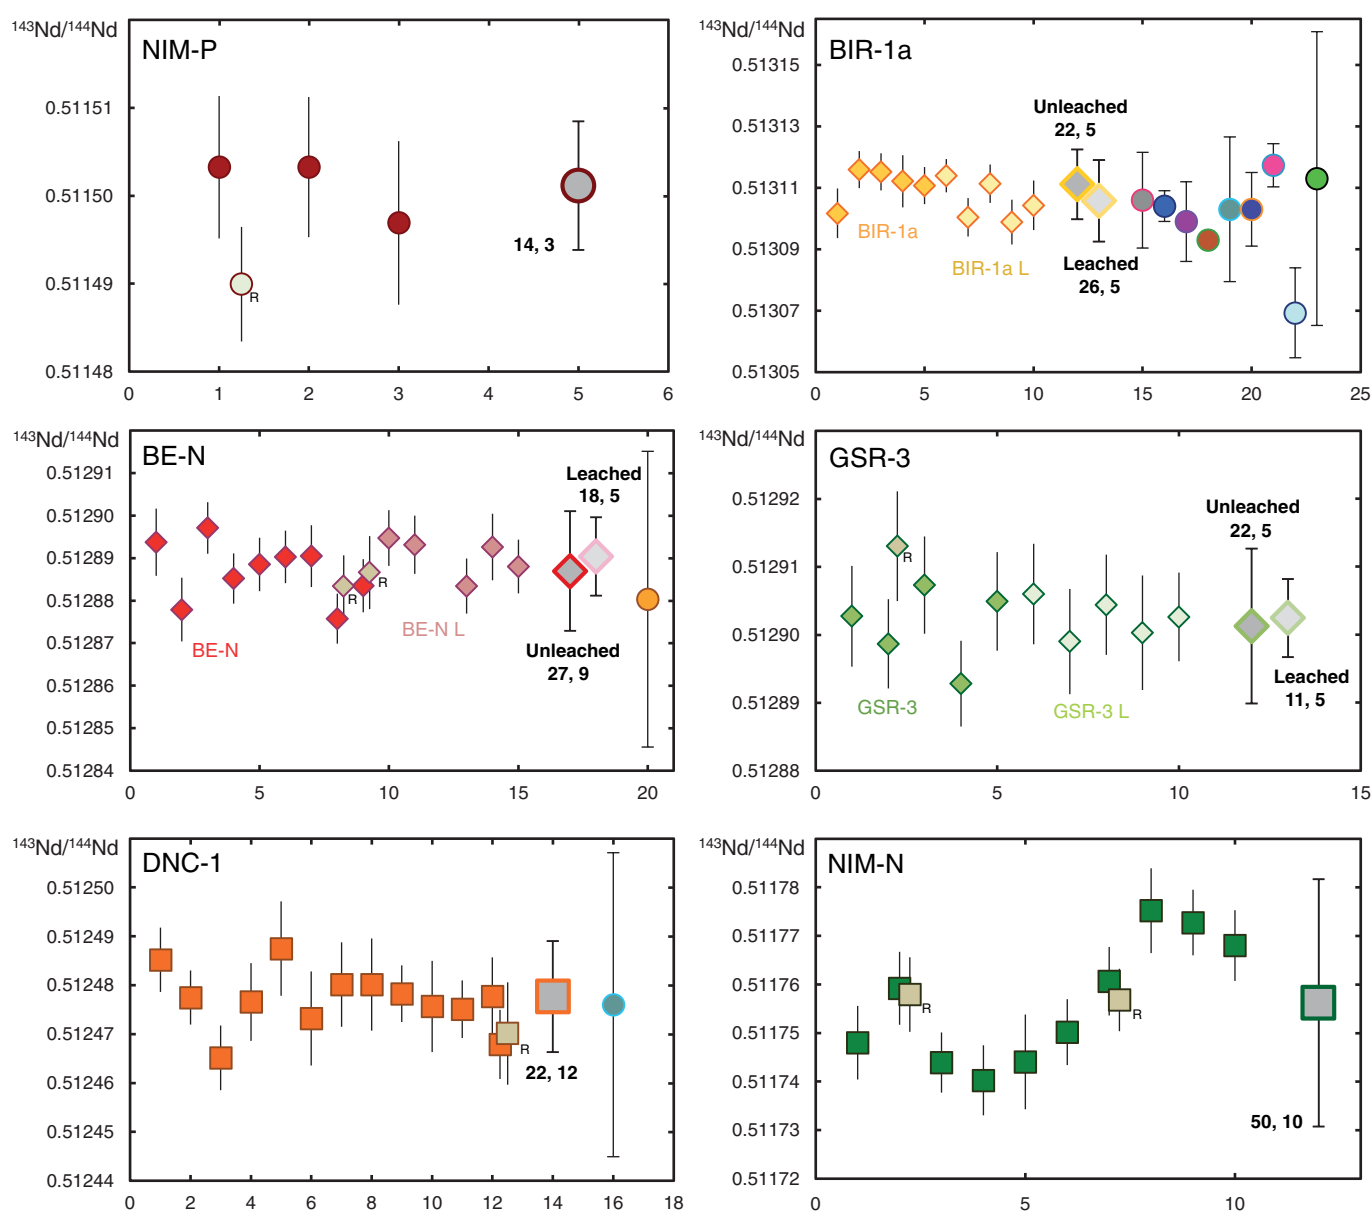 143Nd/144Nd
NIM-P
0.51151
0.51150
0.51149
0.51148
R
14, 3
0 1 2 3 4 5 6
143Nd/144Nd
BIR-1a
0.51315
0.51313
0.51311
0.51309
0.51307
0.51305
Unleached
22, 5
BIR-1a
BIR-1a L
Leached
26, 5
0 5 10 15 20 25
143Nd/144Nd
BE-N
0.51291
0.51290
0.51289
0.51288
0.51287
0.51286
0.51285
0.51284
Leached
18, 5
R
R
BE-N
BE-N L
Unleached
27, 9
0 5 10 15 20
143Nd/144Nd
GSR-3
0.51292
0.51291
0.51290
0.51289
0.51288
Unleached
22, 5
R
GSR-3
GSR-3 L
Leached
11, 5
0 5 10 15
143Nd/144Nd
DNC-1
0.51250
0.51249
0.51248
0.51247
0.51246
0.51245
0.51244
R
22, 12
0 2 4 6 8 10 12 14 16 18
143Nd/144Nd
NIM-N
0.51178
0.51177
0.51176
0.51175
0.51174
0.51173
0.51172
R
R
50, 10
0 5 10